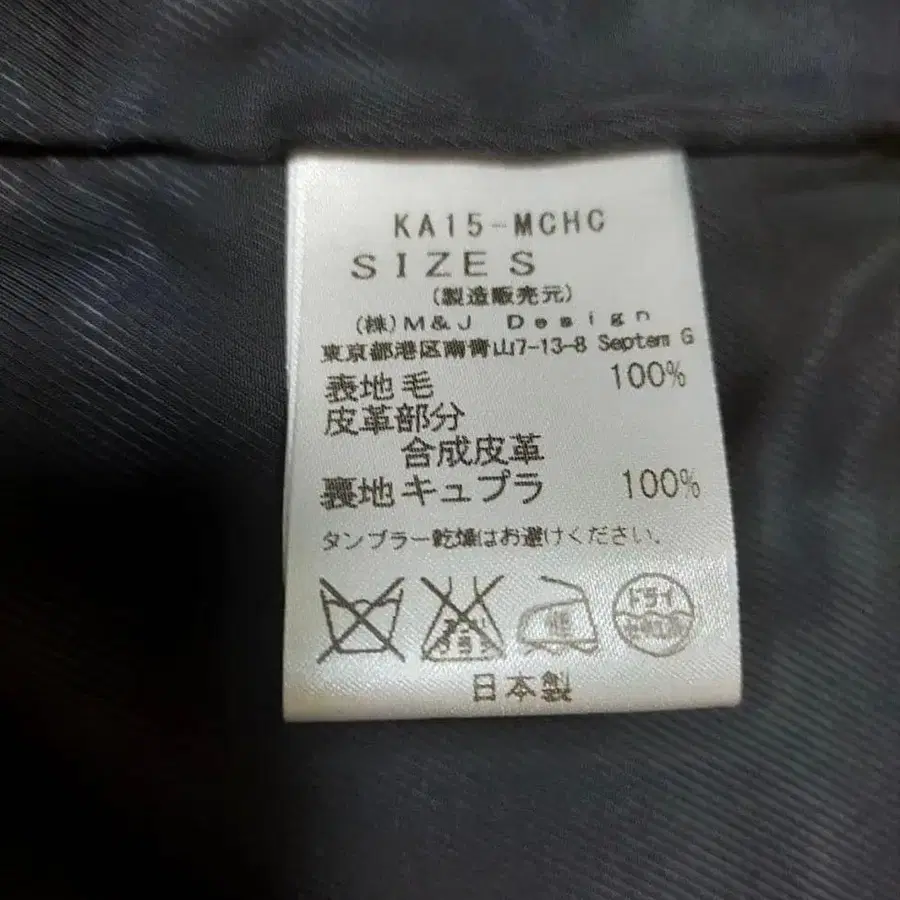 KA15-MCHC
SIZE S
(製造販売元)
(株)M&J Design
東京都港区南青山7-13-8 Septem G
表地 毛 100%
皮革部分
合成皮革
裏地 キュプラ 100%
タンブラー乾燥はお避けください。
ドライ
日本製